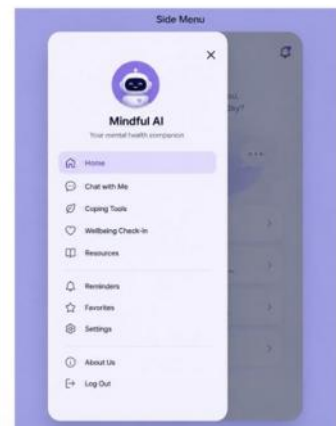 Side Menu
Mindful AI
Your mental health companion
Home
Chat with Me
Coping Tools
Wellbeing Check-in
Resources
Reminders
Favorites
Settings
About Us
Log Out